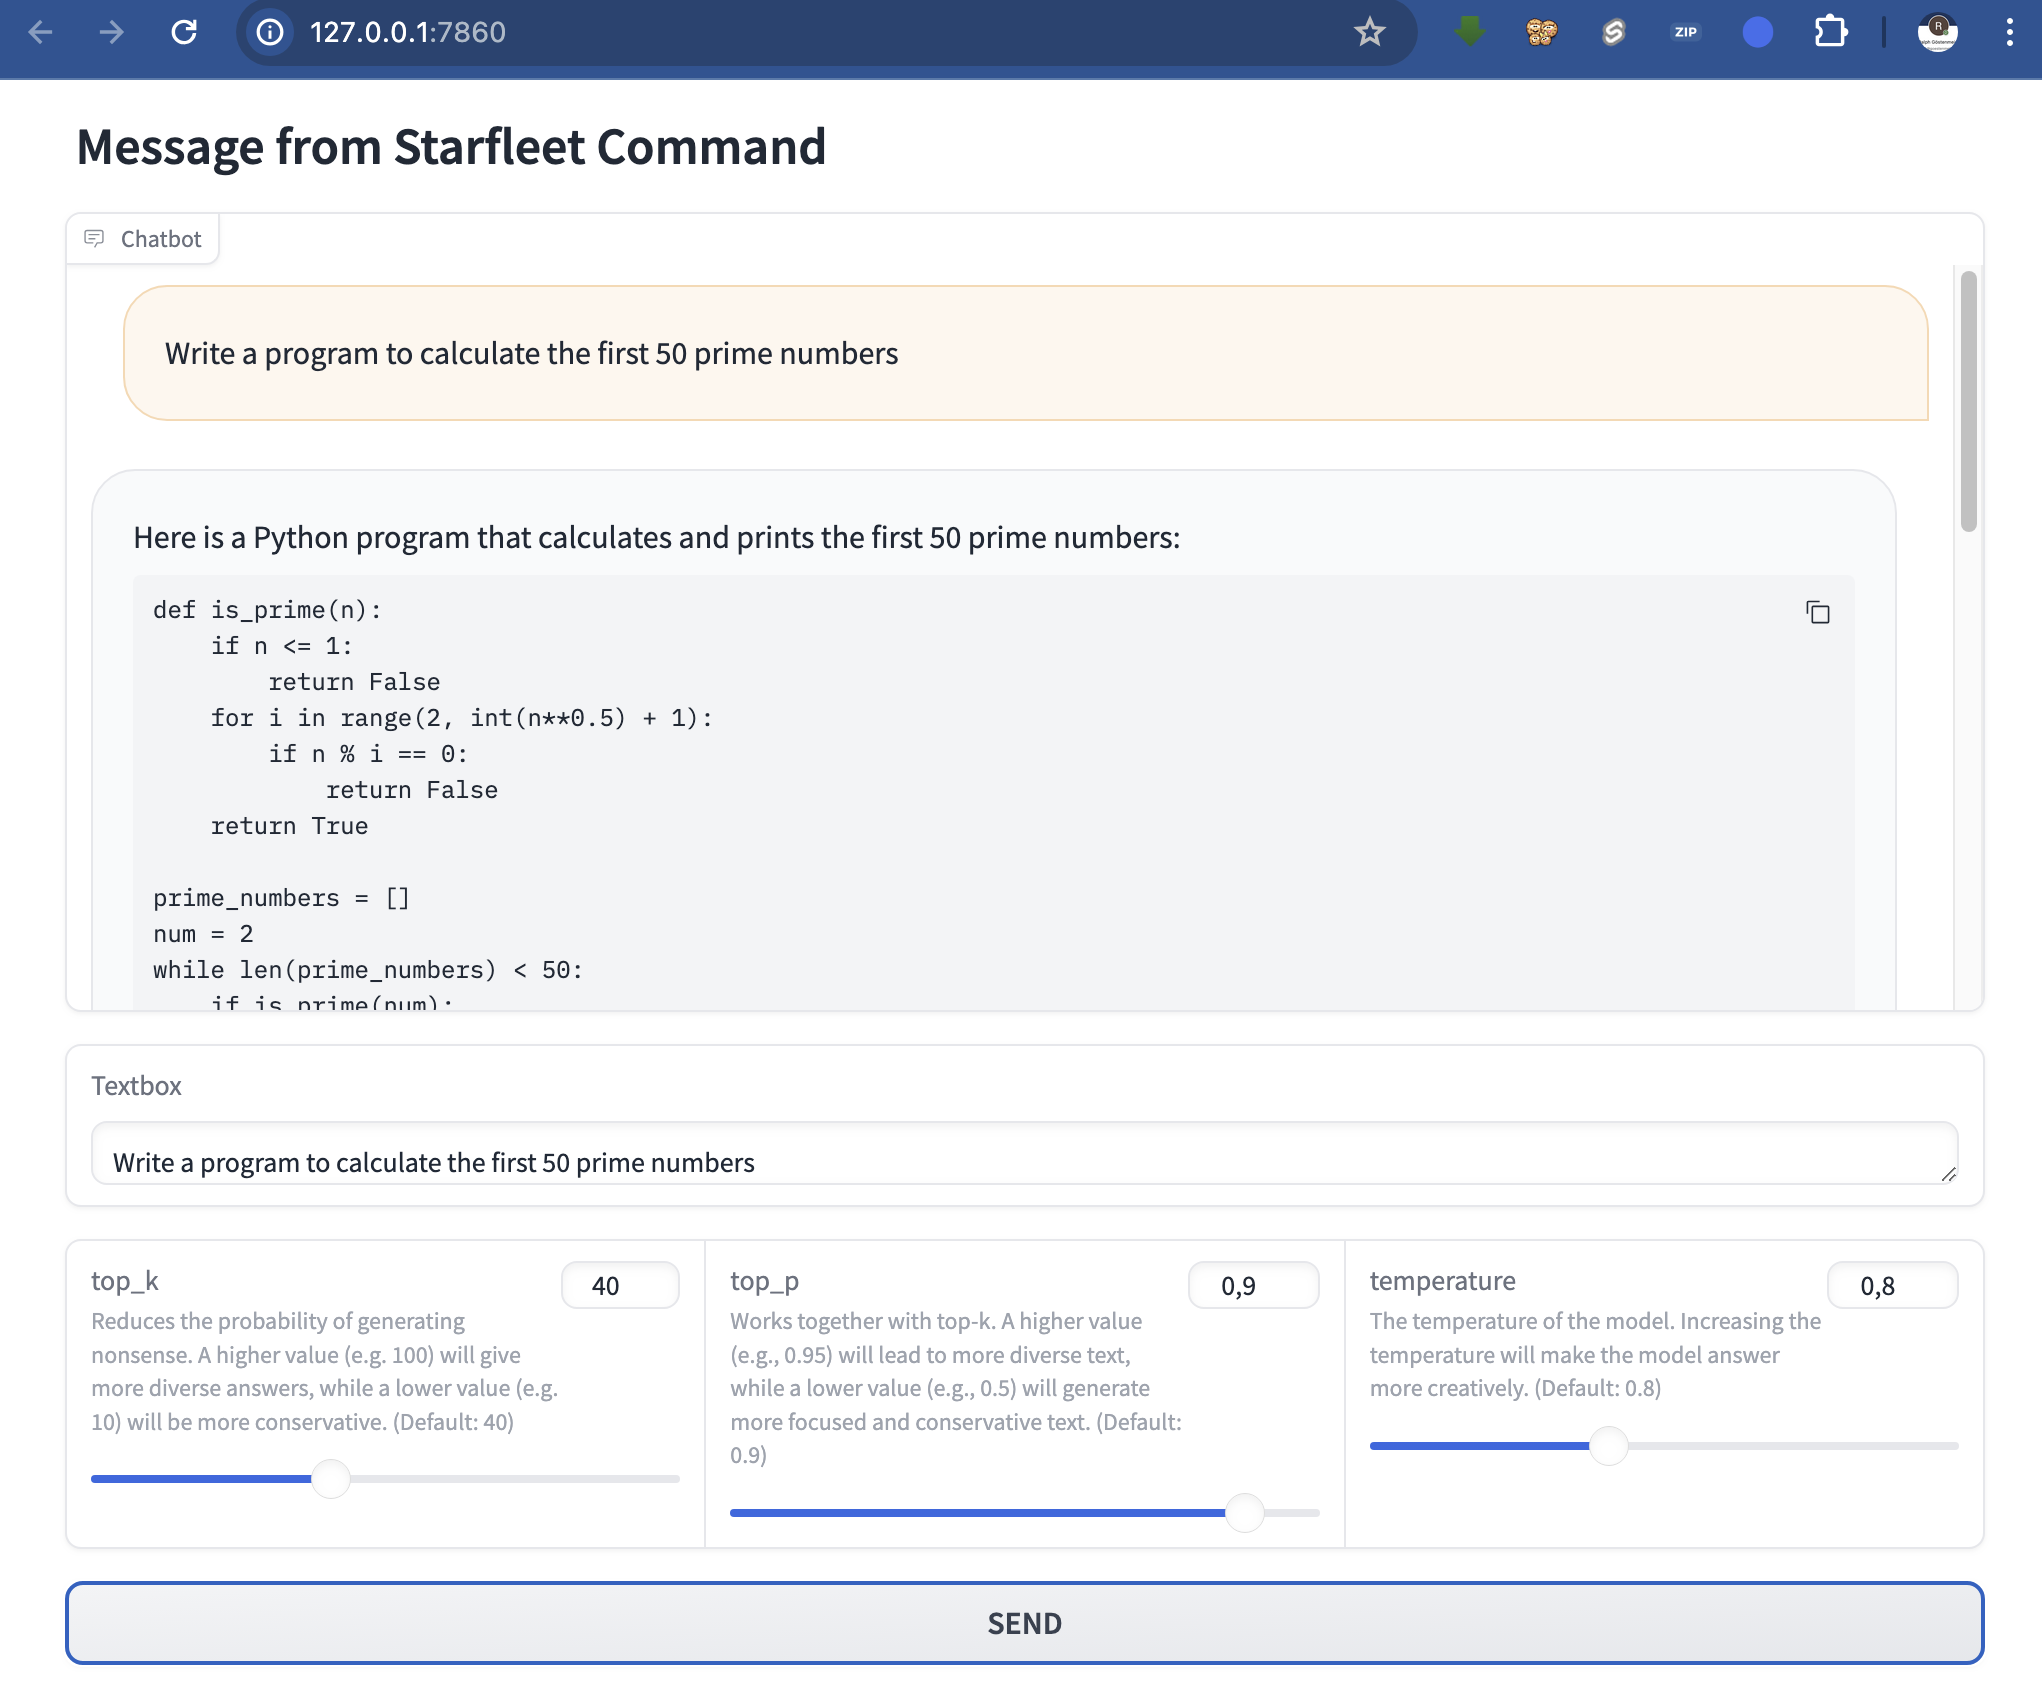 127.0.0.1:7860
ZIP
R
Message from Starfleet Command
Chatbot
Write a program to calculate the first 50 prime numbers
Here is a Python program that calculates and prints the first 50 prime numbers:
def is_prime(n):
    if n <= 1:
        return False
    for i in range(2, int(n**0.5) + 1):
        if n % i == 0:
            return False
    return True
prime_numbers = []
num = 2
while len(prime_numbers) < 50:
    if is_prime(num):
Textbox
Write a program to calculate the first 50 prime numbers
top_k
40
Reduces the probability of generating
nonsense. A higher value (e.g. 100) will give
more diverse answers, while a lower value (e.g.
10) will be more conservative. (Default: 40)
top_p
0,9
Works together with top-k. A higher value
(e.g., 0.95) will lead to more diverse text,
while a lower value (e.g., 0.5) will generate
more focused and conservative text. (Default:
0.9)
temperature
0,8
The temperature of the model. Increasing the
temperature will make the model answer
more creatively. (Default: 0.8)
SEND